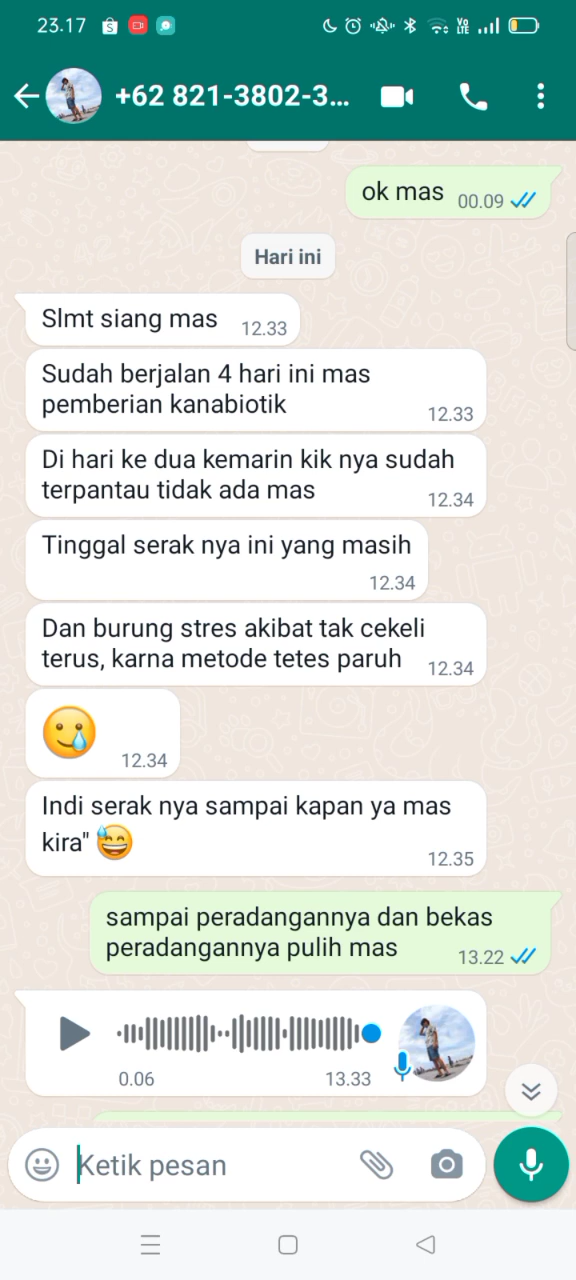 23.17
+62 821-3802-3...
ok mas 00.09
Hari ini
Slmt siang mas 12.33
Sudah berjalan 4 hari ini mas
pemberian kanabiotik 12.33
Di hari ke dua kemarin kik nya sudah
terpantau tidak ada mas 12.34
Tinggal serak nya ini yang masih
12.34
Dan burung stres akibat tak cekeli
terus, karna metode tetes paruh 12.34
12.34
Indi serak nya sampai kapan ya mas
kira" 12.35
sampai peradangannya dan bekas
peradangannya pulih mas 13.22
0.06 13.33
Ketik pesan